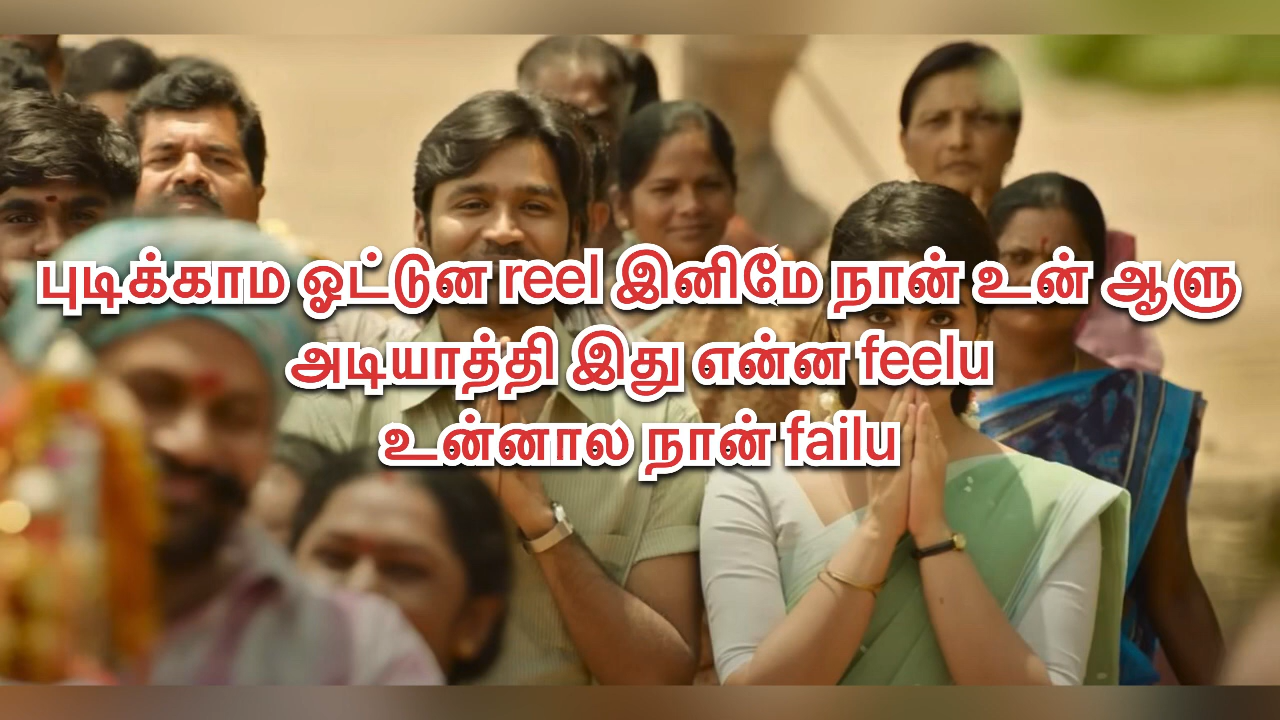 புடிக்காம ஓட்டுன reel இனிமே நான் உன் ஆளு
அடியாத்தி இது என்ன feelu
உன்னால நான் failu